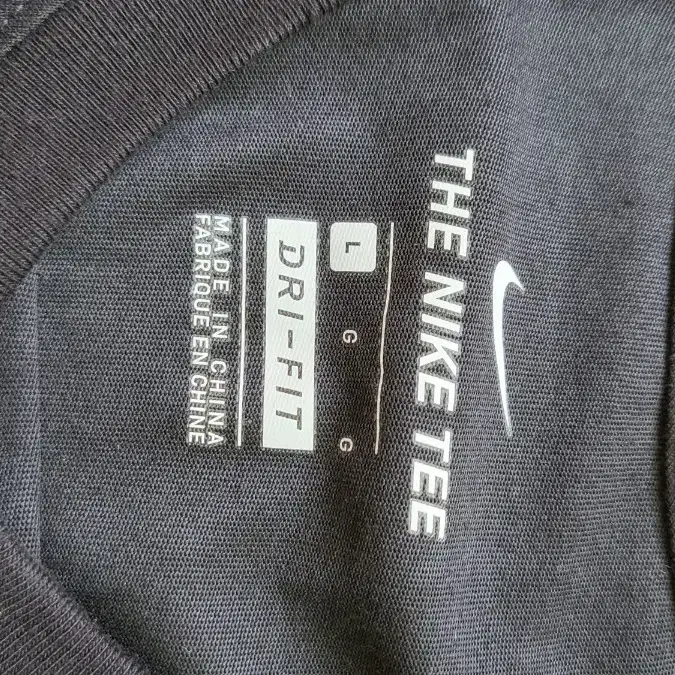 THE NIKE TEE
L G G
DRI-FIT
MADE IN CHINA
FABRIQUE EN CHINE